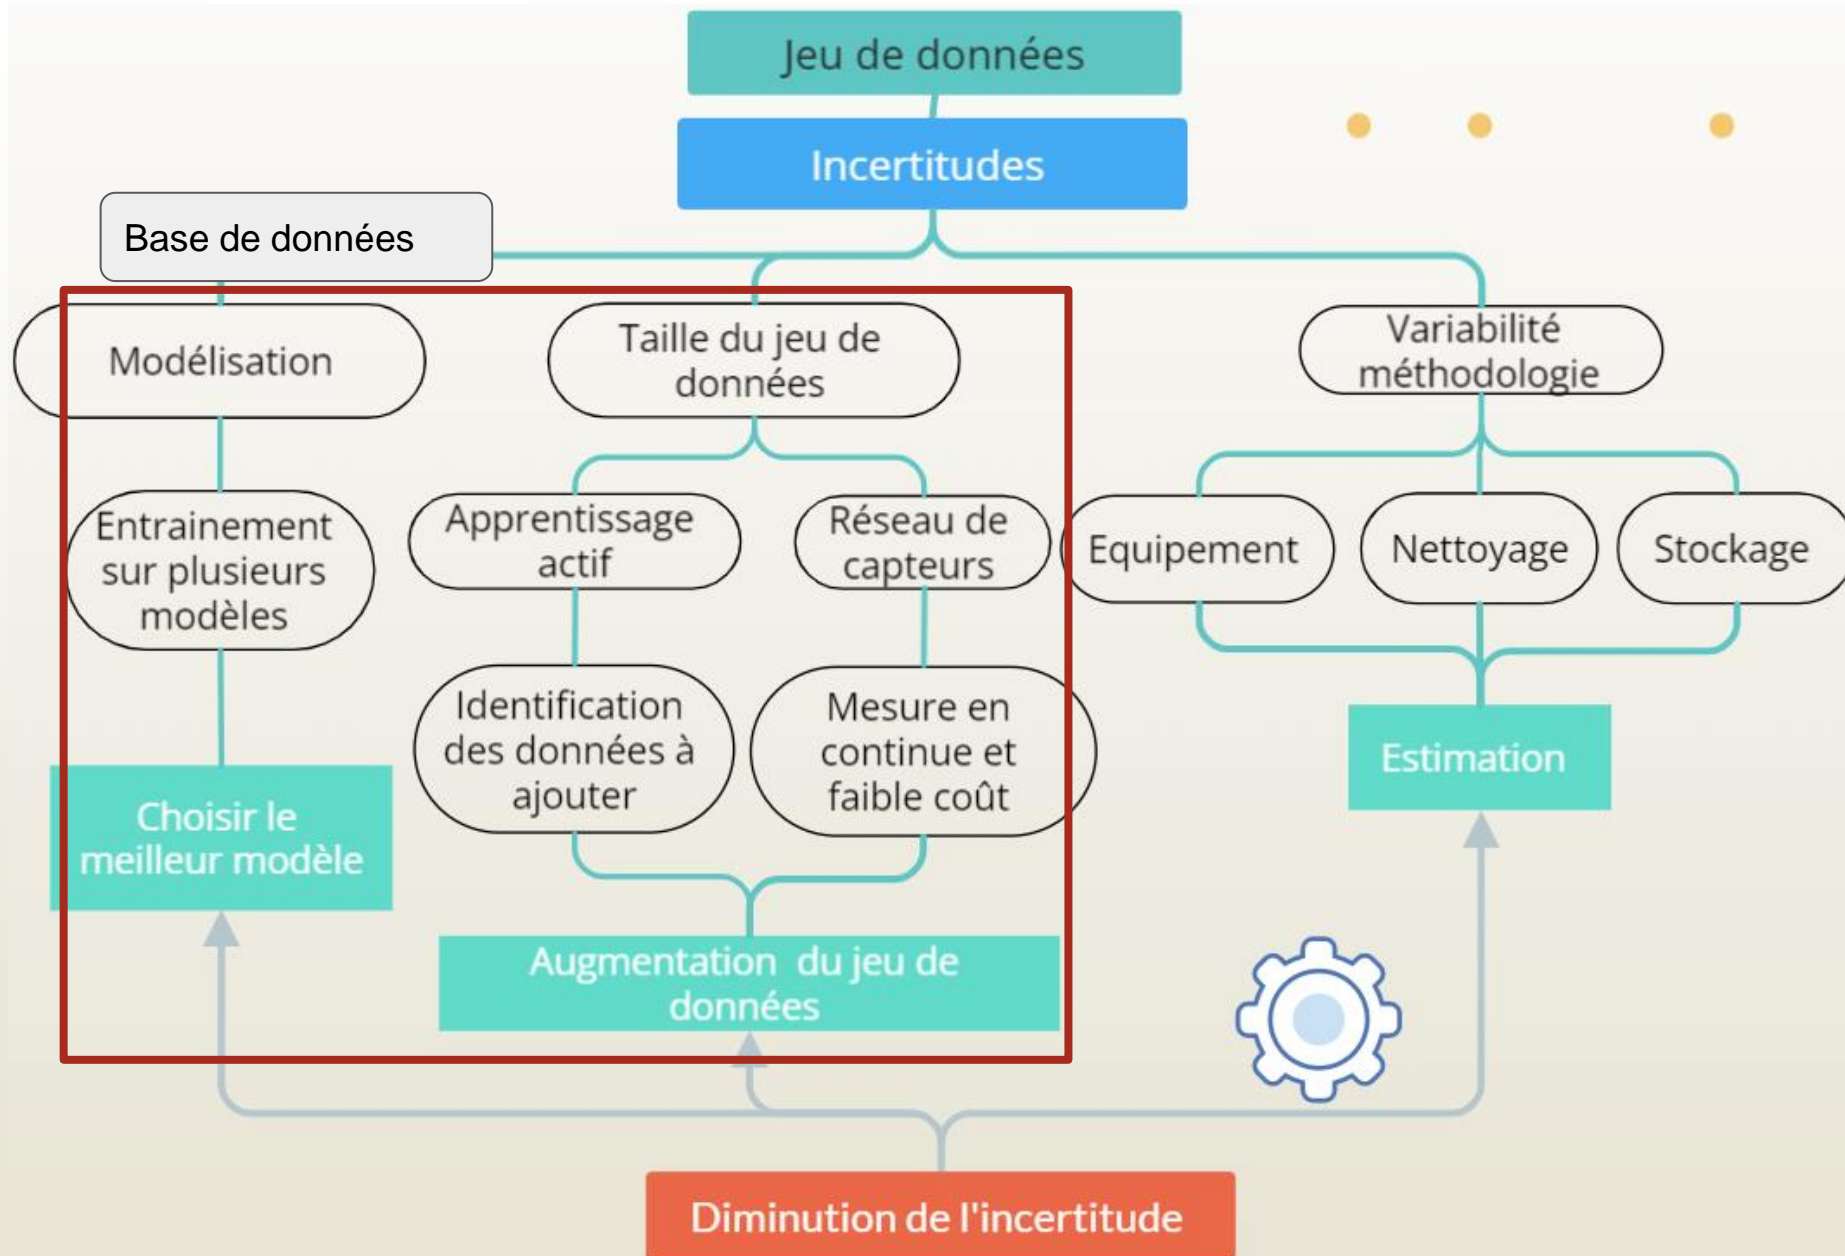 Jeu de données
Incertitudes
Base de données
Modélisation
Taille du jeu de
données
Variabilité
méthodologie
Entrainement
sur plusieurs
modèles
Apprentissage
actif
Réseau de
capteurs
Equipement
Nettoyage
Stockage
Identification
des données à
ajouter
Mesure en
continue et
faible coût
Estimation
Choisir le
meilleur modèle
Augmentation du jeu de
données
Diminution de l'incertitude